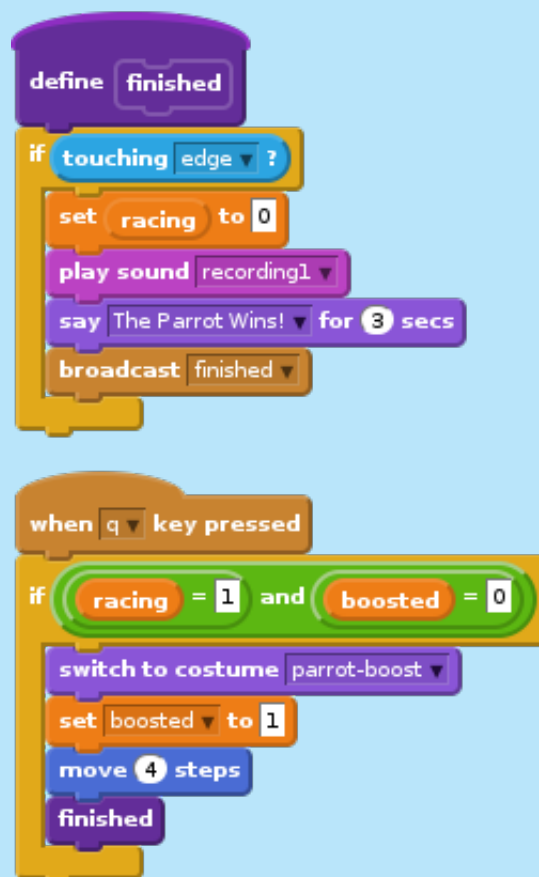 define finished
if touching edge ?
set racing to 0
play sound recording1
say The Parrot Wins! for 3 secs
broadcast finished
when q key pressed
if racing = 1 and boosted = 0
switch to costume parrot-boost
set boosted to 1
move 4 steps
finished